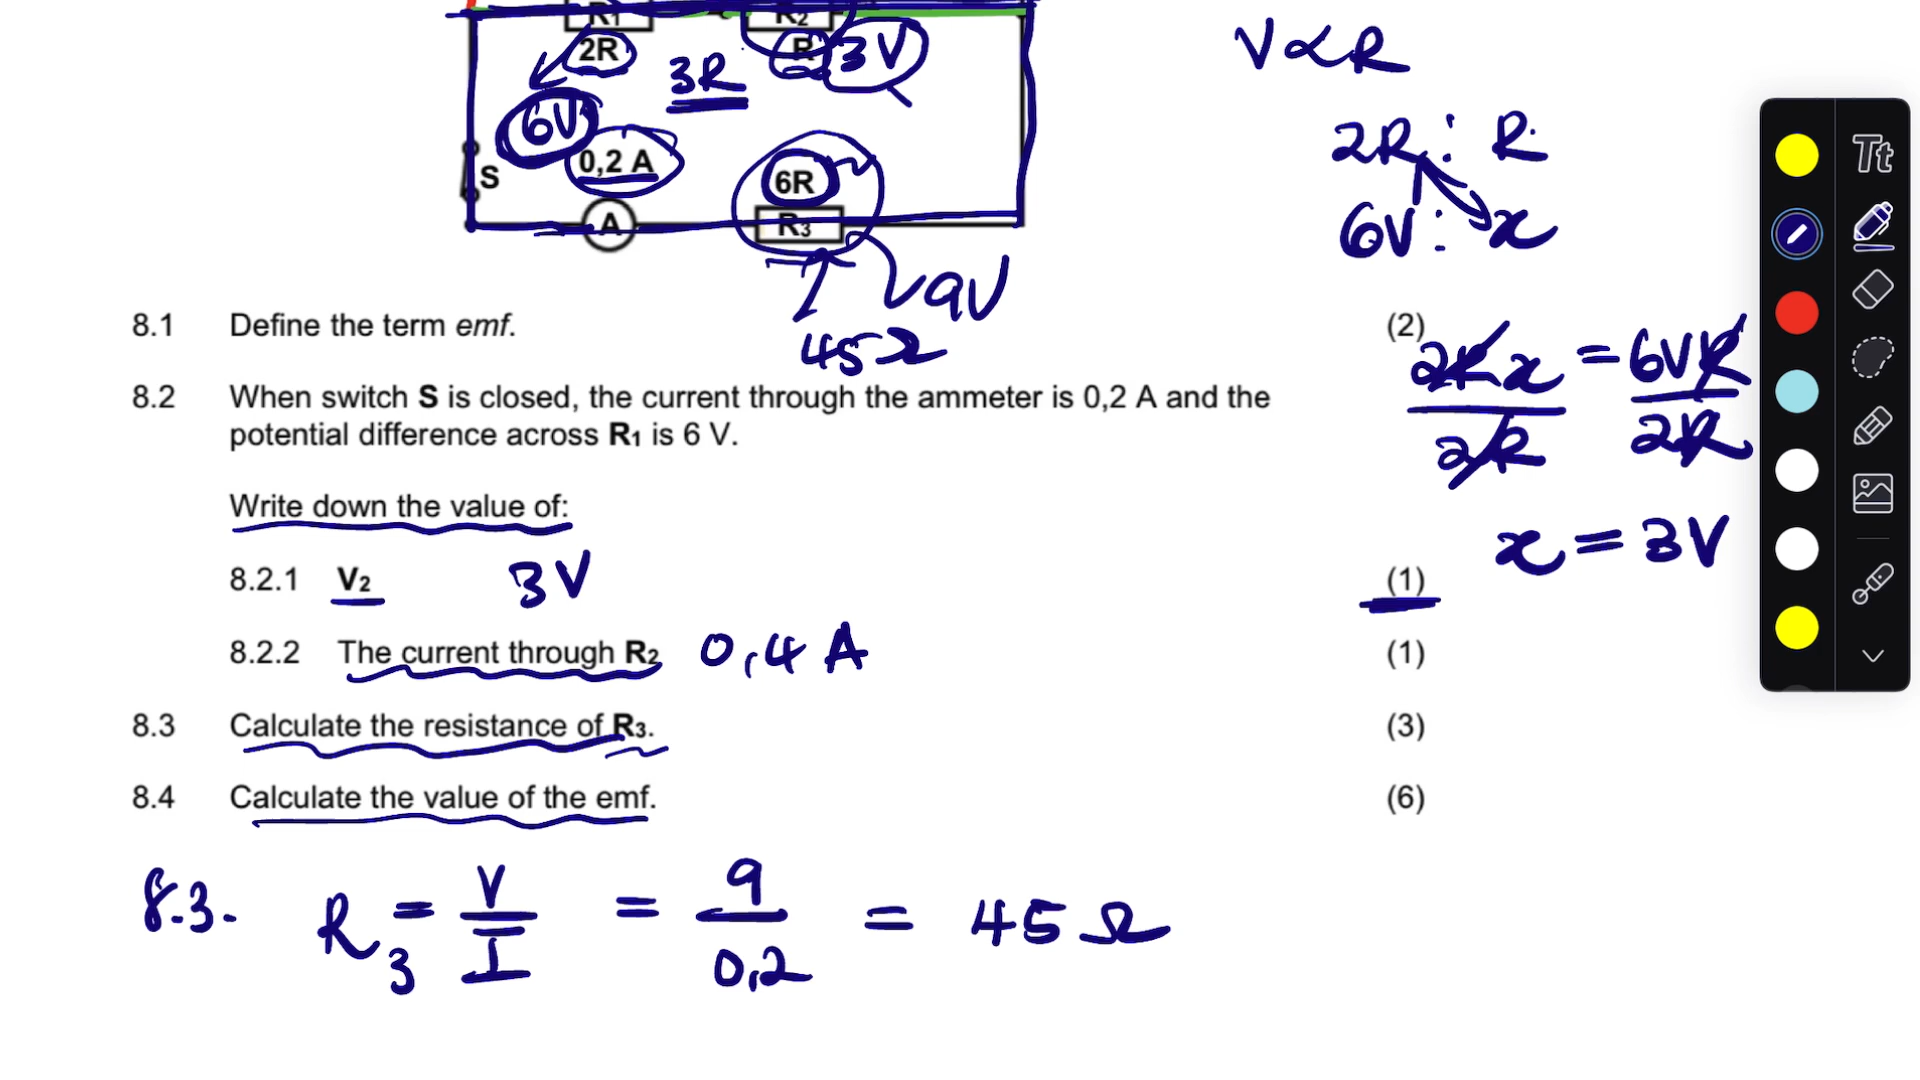 R1 R2
2R R 3V V∝R
3R
6V 2R : R
0,2 A
S 6R
6V : x
A R3
9V
8.1 Define the term emf. (2)
45Ω 2Rx = 6VR
2R 2R
8.2 When switch S is closed, the current through the ammeter is 0,2 A and the
potential difference across R1 is 6 V.
Write down the value of:
x = 3V
8.2.1 V2 3V (1)
8.2.2 The current through R2 0,4 A (1)
8.3 Calculate the resistance of R3. (3)
8.4 Calculate the value of the emf. (6)
8.3. R3 = V/I = 9/0,2 = 45Ω
Tt